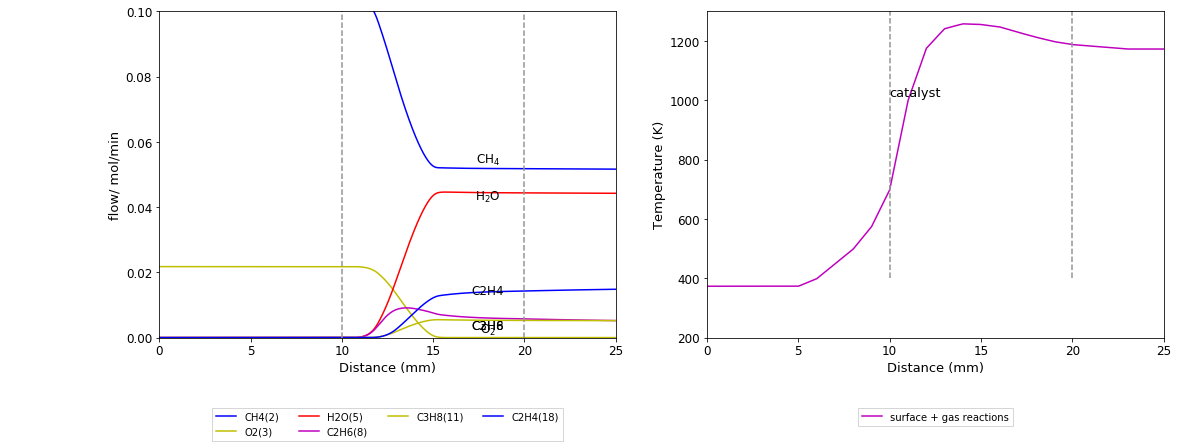 0.10
0.08
0.06
0.04
0.02
0.00
flow/ mol/min
CH4
H2O
C2H4
O2
0 5 10 15 20 25
Distance (mm)
CH4(2) H2O(5) C3H8(11) C2H4(18)
O2(3) C2H6(8)
1200
1000
800
600
400
200
Temperature (K)
catalyst
0 5 10 15 20 25
Distance (mm)
surface + gas reactions